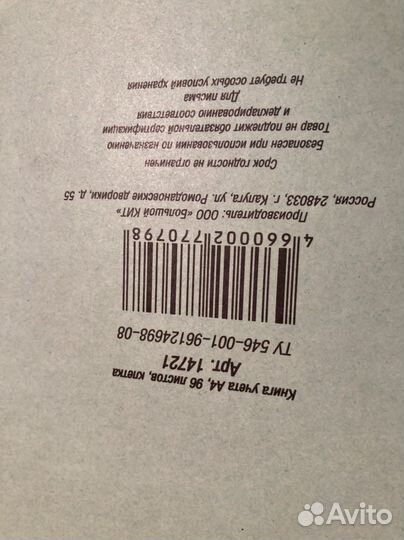 Книга учета А4, 96 листов, клетка
Арт. 14721
ТУ 546-001-96124698-08
4 660002 770798
Производитель: ООО «Большой КИТ»
Россия, 248033, г. Калуга, ул. Ромодановские дворики, д. 55
Срок годности не ограничен
Безопасен при использовании по назначению
Товар не подлежит обязательной сертификации
и декларированию соответствия
Для письма
Не требует особых условий хранения
Avito